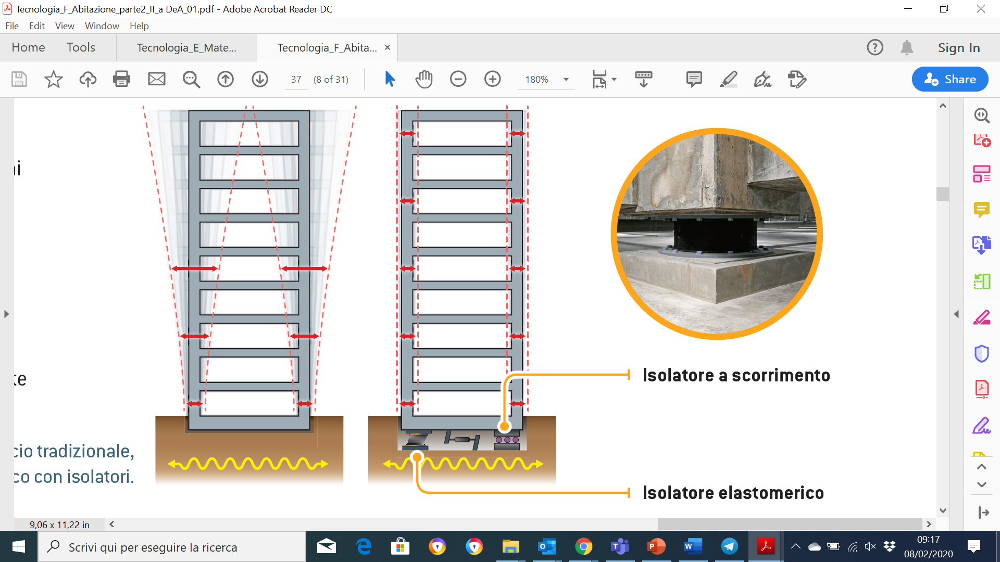 Tecnologia_F_Abitazione_parte2_II_a DeA_01.pdf - Adobe Acrobat Reader DC
File Edit View Window Help
Home Tools Tecnologia_E_Mate... Tecnologia_F_Abita... × ? Sign In
37 (8 of 31) 180% Share
te
Isolatore a scorrimento
cio tradizionale,
co con isolatori.
Isolatore elastomerico
9,06 x 11,22 in
Scrivi qui per eseguire la ricerca
09:17
08/02/2020